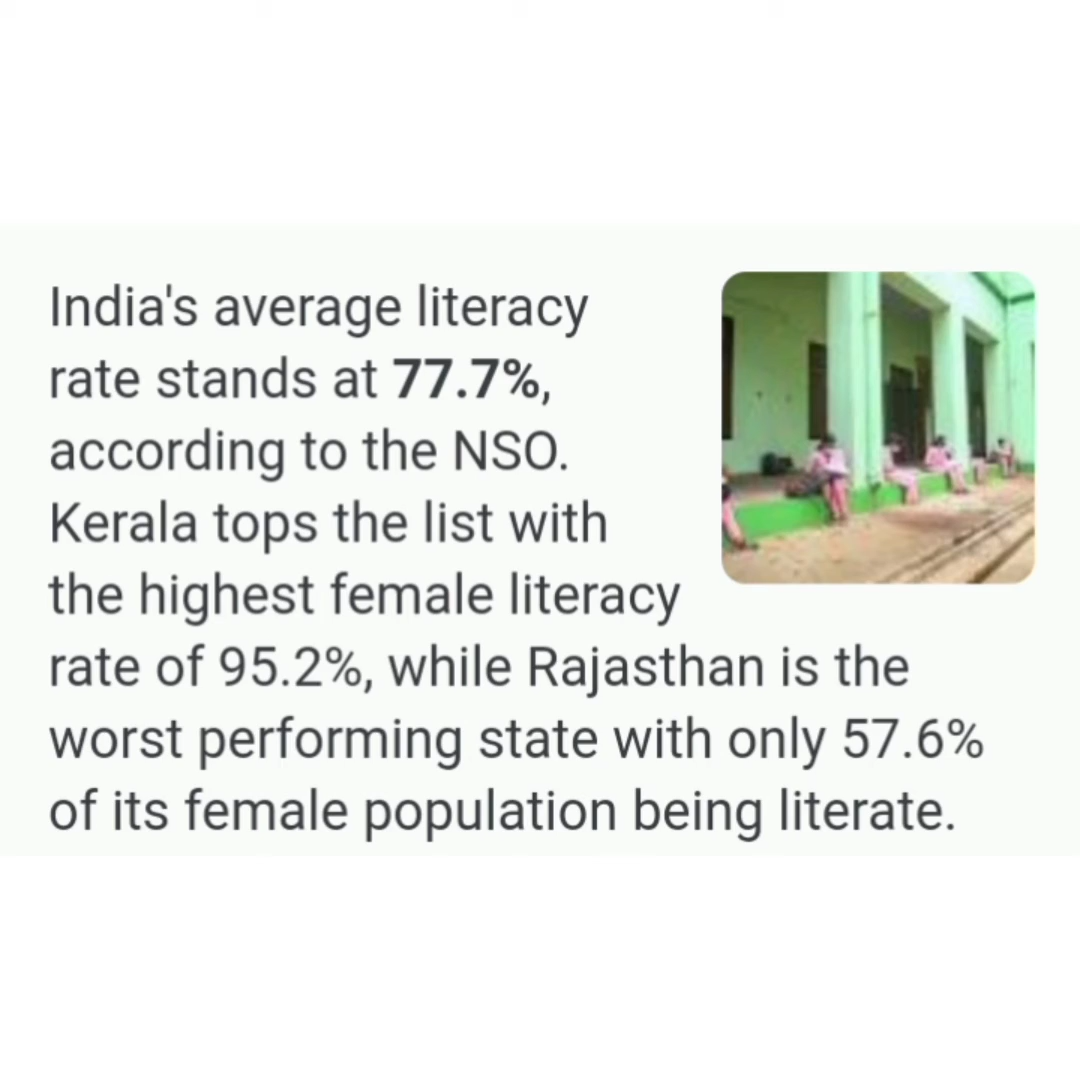 India's average literacy
rate stands at 77.7%,
according to the NSO.
Kerala tops the list with
the highest female literacy
rate of 95.2%, while Rajasthan is the
worst performing state with only 57.6%
of its female population being literate.